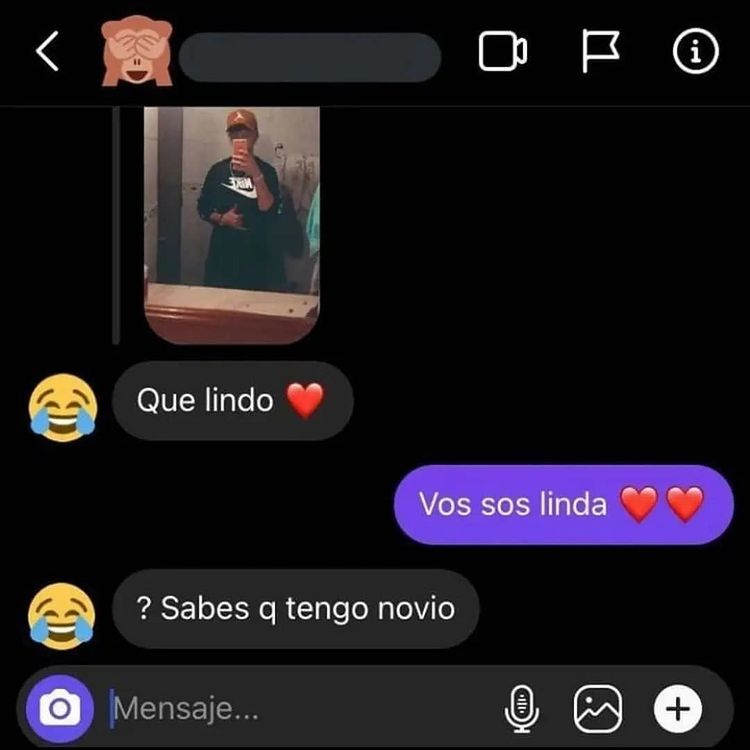 Que lindo ❤️
Vos sos linda ❤️❤️
? Sabes q tengo novio
Mensaje...